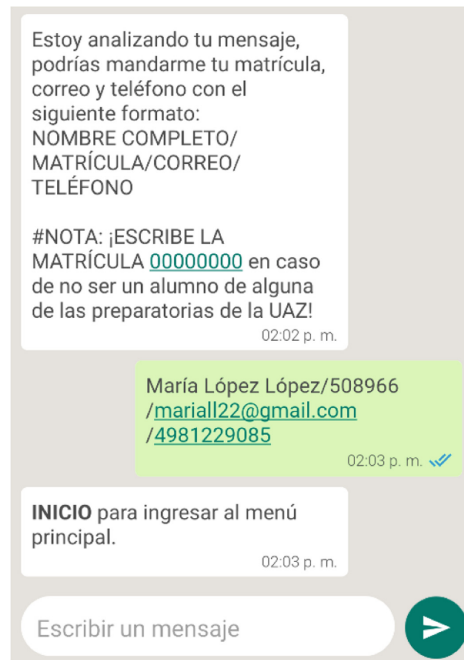 Estoy analizando tu mensaje,
podrías mandarme tu matrícula,
correo y teléfono con el
siguiente formato:
NOMBRE COMPLETO/
MATRÍCULA/CORREO/
TELÉFONO
#NOTA: ¡ESCRIBE LA
MATRÍCULA 00000000 en caso
de no ser un alumno de alguna
de las preparatorias de la UAZ!
02:02 p. m.
María López López/508966
/mariall22@gmail.com
/4981229085
02:03 p. m.
INICIO para ingresar al menú
principal.
02:03 p. m.
Escribir un mensaje